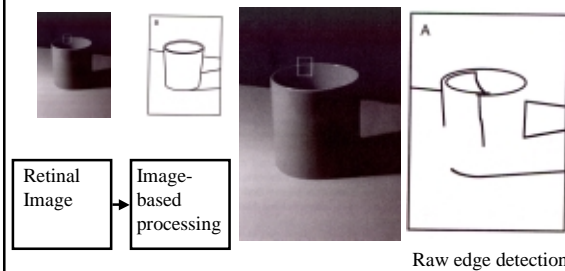 A
Retinal
Image
Image-
based
processing
Raw edge detection